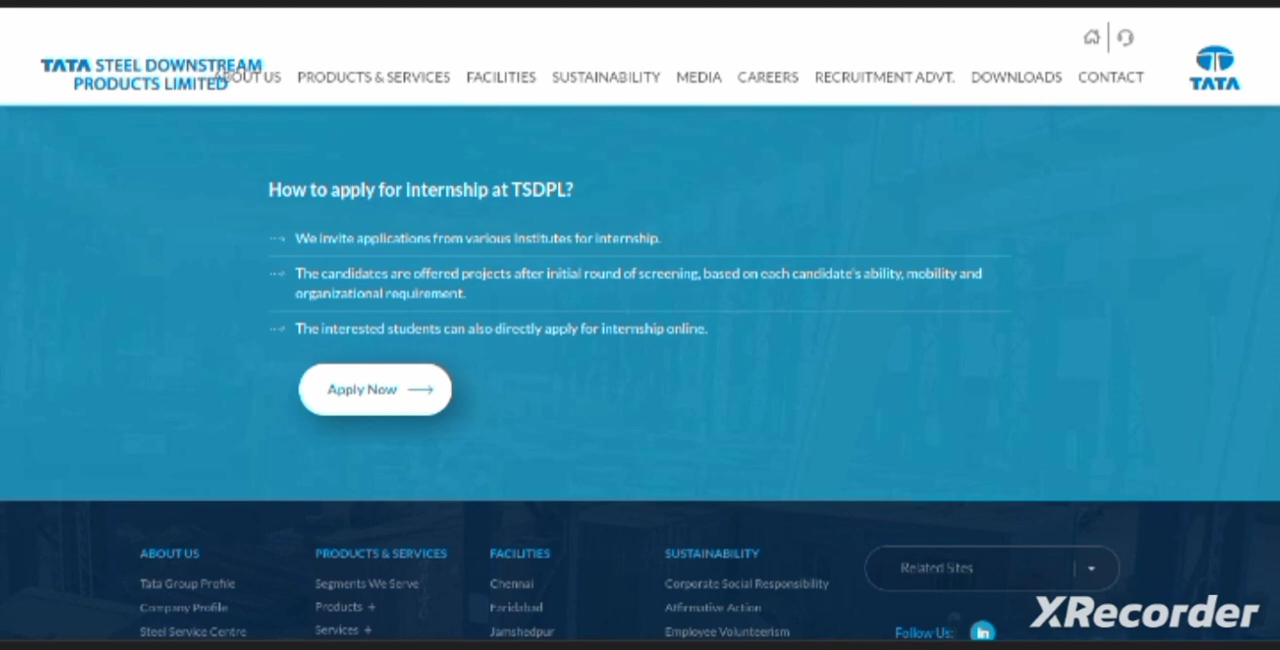 TATA STEEL DOWNSTREAM
PRODUCTS LIMITED
ABOUT US PRODUCTS & SERVICES FACILITIES SUSTAINABILITY MEDIA CAREERS RECRUITMENT ADVT. DOWNLOADS CONTACT
TATA
How to apply for internship at TSDPL?
We invite applications from various institutes for internship.
The candidates are offered projects after initial round of screening, based on each candidate's ability, mobility and
organizational requirement.
The interested students can also directly apply for internship online.
Apply Now
ABOUT US PRODUCTS & SERVICES FACILITIES SUSTAINABILITY
Related Sites
Tata Group Profile Segments We Serve Chennai Corporate Social Responsibility
Company Profile Products + Faridabad Affirmative Action
Steel Service Centre Services + Jamshedpur Employee Volunteerism
Follow Us: in
XRecorder